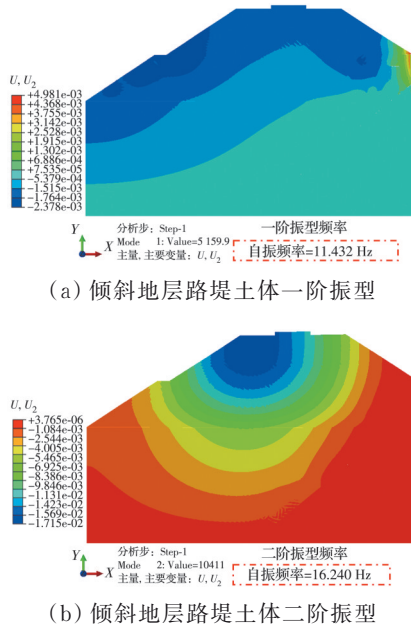 U, U₂
+4.981e-03
+4.368e-03
+3.755e-03
+3.142e-03
+2.528e-03
+1.915e-03
+1.302e-03
+6.886e-04
+7.535e-05
-5.379e-04
-1.151e-03
-1.764e-03
-2.378e-03
Y
X
分析步：Step-1
Mode 1: Value=5 159.9
主量, 主要变量：U, U₂
一阶振型频率
自振频率=11.432 Hz
(a) 倾斜地层路堤土体一阶振型
U, U₂
+3.765e-06
-1.084e-03
-2.544e-03
-4.005e-03
-5.465e-03
-6.925e-03
-8.386e-03
-9.846e-03
-1.131e-02
-1.277e-02
-1.423e-02
-1.569e-02
-1.715e-02
Y
X
分析步：Step-1
Mode 2: Value=10411
主量, 主要变量：U, U₂
二阶振型频率
自振频率=16.240 Hz
(b) 倾斜地层路堤土体二阶振型